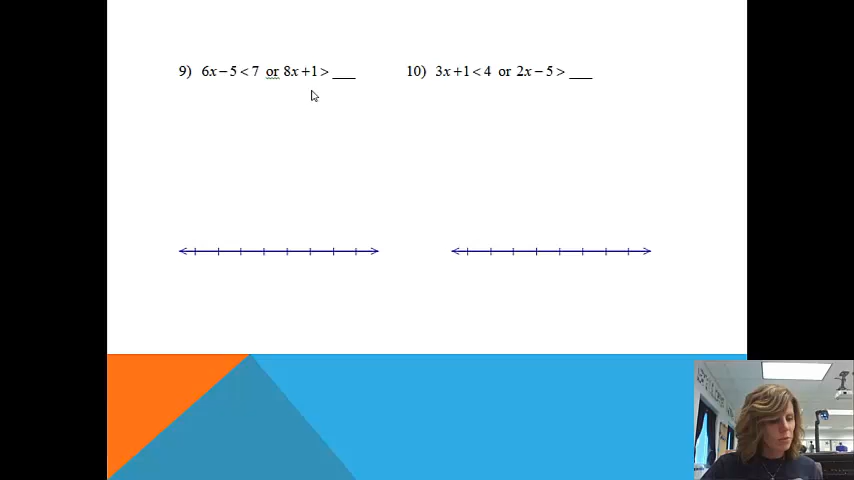 9) 6x − 5 < 7 or 8x + 1 > ___ 10) 3x + 1 < 4 or 2x − 5 > ___